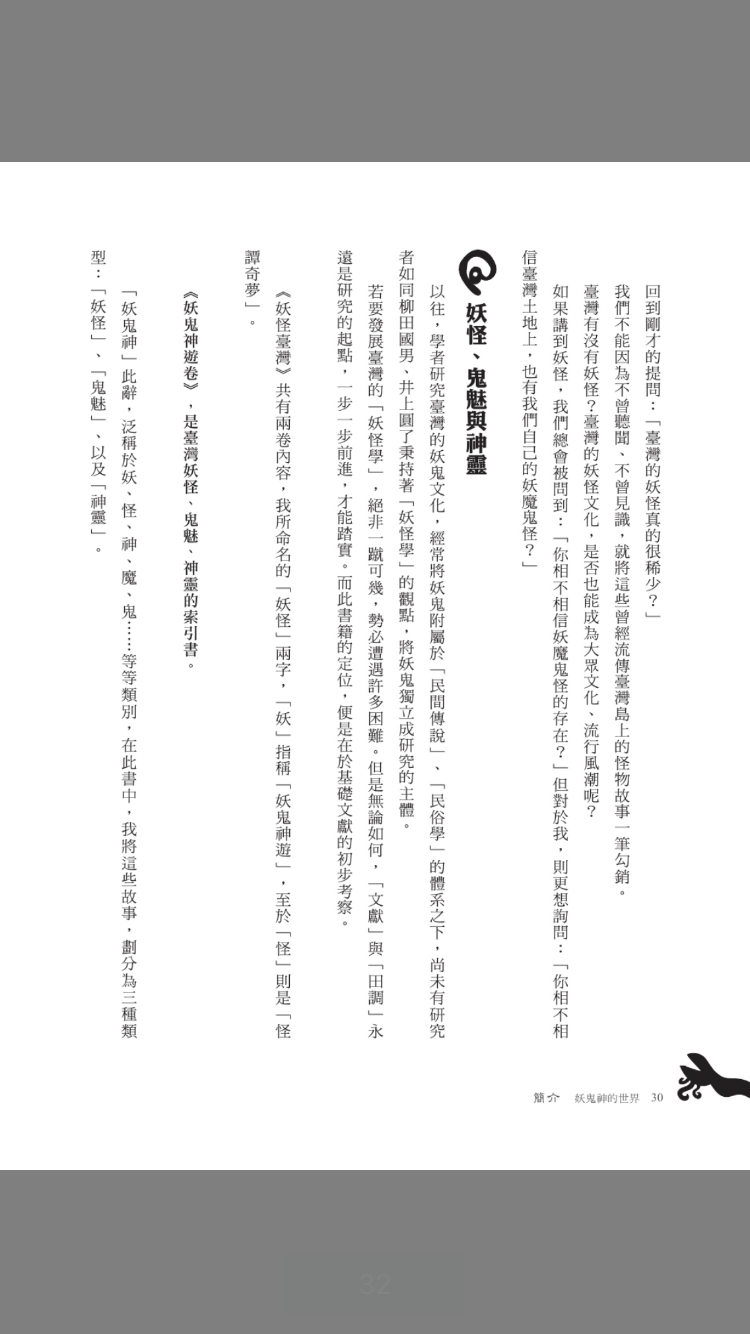 回到剛才的提問：「臺灣的妖怪真的很稀少？」
我們不能因為不曾聽聞、不曾見識，就將這些曾經流傳臺灣島上的怪物故事一筆勾銷。
臺灣有沒有妖怪？臺灣的妖怪文化，是否也能成為大眾文化、流行風潮呢？
如果講到妖怪，我們總會被問到：「你相不相信妖魔鬼怪的存在？」但對於我，則更想詢問：「你相不相
信臺灣土地上，也有我們自己的妖魔鬼怪？」
妖怪、鬼魅與神靈
以往，學者研究臺灣的妖鬼文化，經常將妖鬼附屬於「民間傳說」、「民俗學」的體系之下，尚未有研究
者如同柳田國男、井上圓了秉持著「妖怪學」的觀點，將妖鬼獨立成研究的主體。
若要發展臺灣的「妖怪學」，絕非一蹴可幾，勢必遭遇許多困難。但是無論如何，「文獻」與「田調」永
遠是研究的起點，一步一步前進，才能踏實。而此書籍的定位，便是在於基礎文獻的初步考察。
《妖怪臺灣》共有兩卷內容，我所命名的「妖怪」兩字，「妖」指稱「妖鬼神遊」，至於「怪」則是「怪
譚奇夢」。
《妖鬼神遊卷》，是臺灣妖怪、鬼魅、神靈的索引書。
「妖鬼神」此辭，泛稱於妖、怪、神、魔、鬼……等等類別，在此書中，我將這些故事，劃分為三種類
型：「妖怪」、「鬼魅」、以及「神靈」。
簡介 妖鬼神的世界 30
32